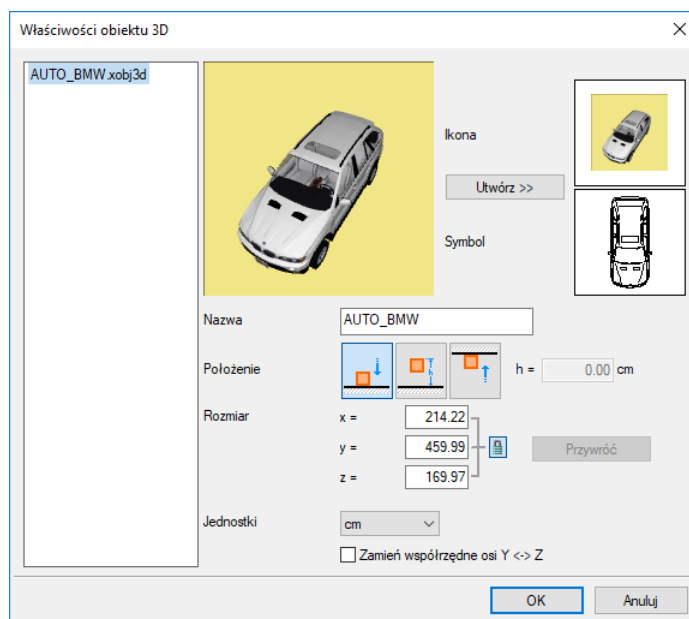 Właściwości obiektu 3D
AUTO_BMW.xobj3d
Ikona
Utwórz >>
Symbol
Nazwa
AUTO_BMW
Położenie
h
h = 0.00 cm
Rozmiar
x = 214.22
y = 459.99
Przywróć
z = 169.97
Jednostki
cm
Zamień współrzędne osi Y <-> Z
OK
Anuluj